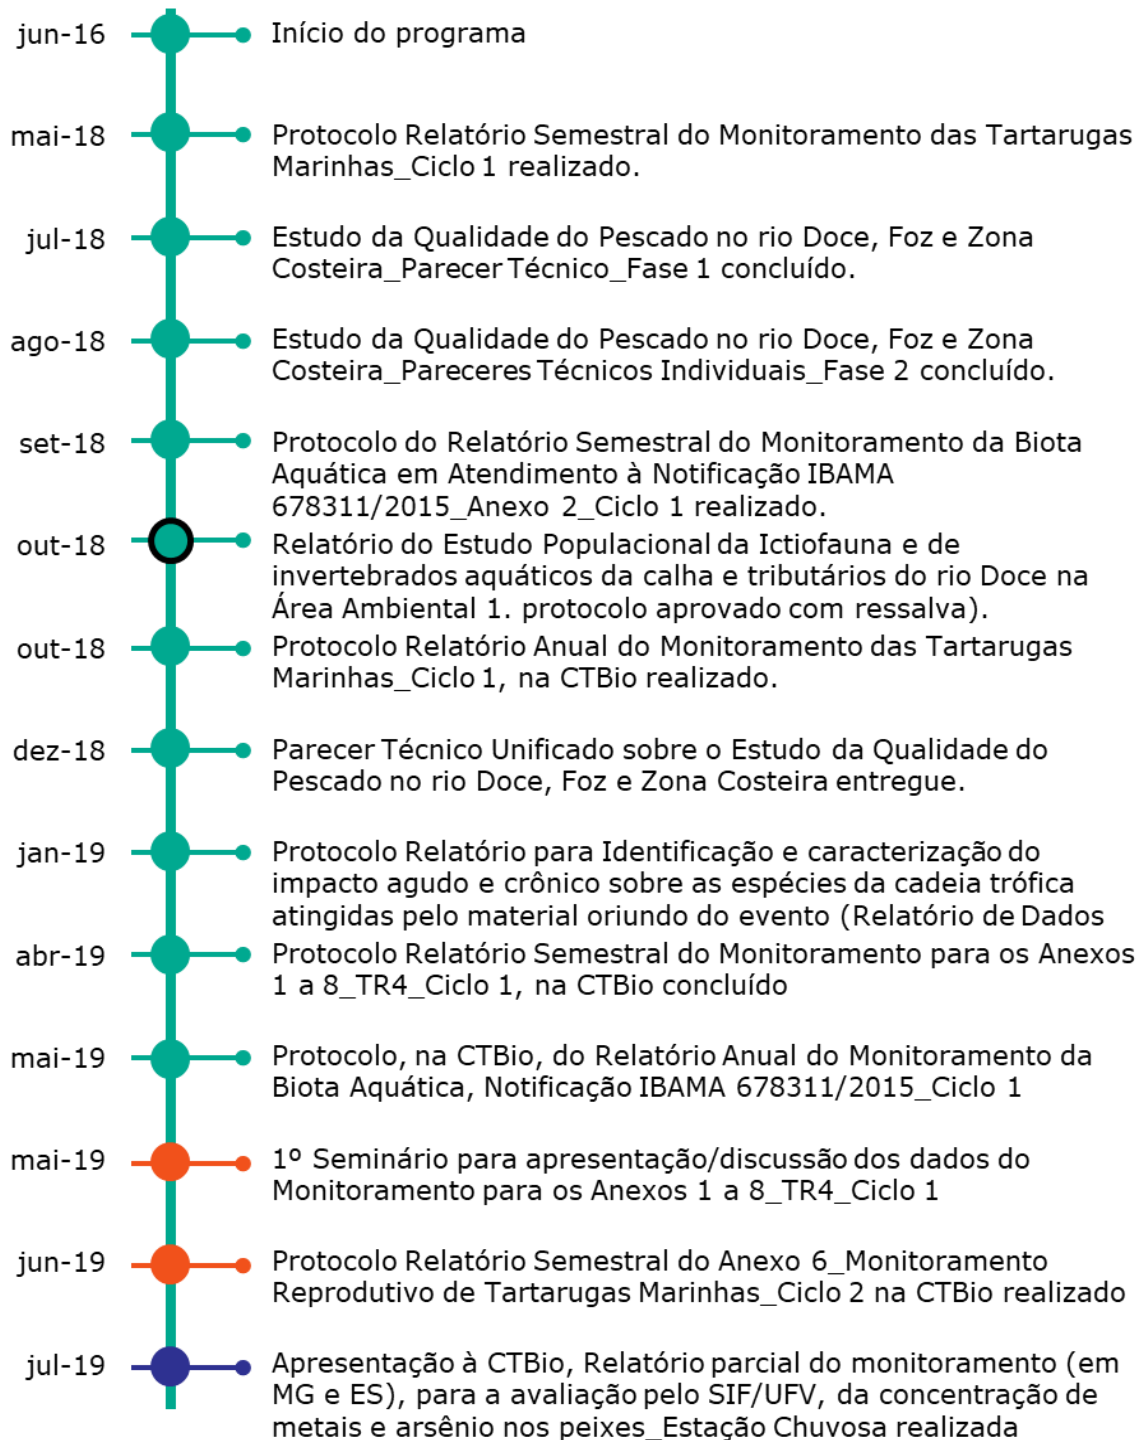 jun-16 Início do programa
mai-18 Protocolo Relatório Semestral do Monitoramento das Tartarugas
Marinhas_Ciclo 1 realizado.
jul-18 Estudo da Qualidade do Pescado no rio Doce, Foz e Zona
Costeira_Parecer Técnico_Fase 1 concluído.
ago-18 Estudo da Qualidade do Pescado no rio Doce, Foz e Zona
Costeira_Pareceres Técnicos Individuais_Fase 2 concluído.
set-18 Protocolo do Relatório Semestral do Monitoramento da Biota
Aquática em Atendimento à Notificação IBAMA
678311/2015_Anexo 2_Ciclo 1 realizado.
out-18 Relatório do Estudo Populacional da Ictiofauna e de
invertebrados aquáticos da calha e tributários do rio Doce na
Área Ambiental 1. protocolo aprovado com ressalva).
out-18 Protocolo Relatório Anual do Monitoramento das Tartarugas
Marinhas_Ciclo 1, na CTBio realizado.
dez-18 Parecer Técnico Unificado sobre o Estudo da Qualidade do
Pescado no rio Doce, Foz e Zona Costeira entregue.
jan-19 Protocolo Relatório para Identificação e caracterização do
impacto agudo e crônico sobre as espécies da cadeia trófica
atingidas pelo material oriundo do evento (Relatório de Dados
abr-19 Protocolo Relatório Semestral do Monitoramento para os Anexos
1 a 8_TR4_Ciclo 1, na CTBio concluído
mai-19 Protocolo, na CTBio, do Relatório Anual do Monitoramento da
Biota Aquática, Notificação IBAMA 678311/2015_Ciclo 1
mai-19 1º Seminário para apresentação/discussão dos dados do
Monitoramento para os Anexos 1 a 8_TR4_Ciclo 1
jun-19 Protocolo Relatório Semestral do Anexo 6_Monitoramento
Reprodutivo de Tartarugas Marinhas_Ciclo 2 na CTBio realizado
jul-19 Apresentação à CTBio, Relatório parcial do monitoramento (em
MG e ES), para a avaliação pelo SIF/UFV, da concentração de
metais e arsênio nos peixes_Estação Chuvosa realizada